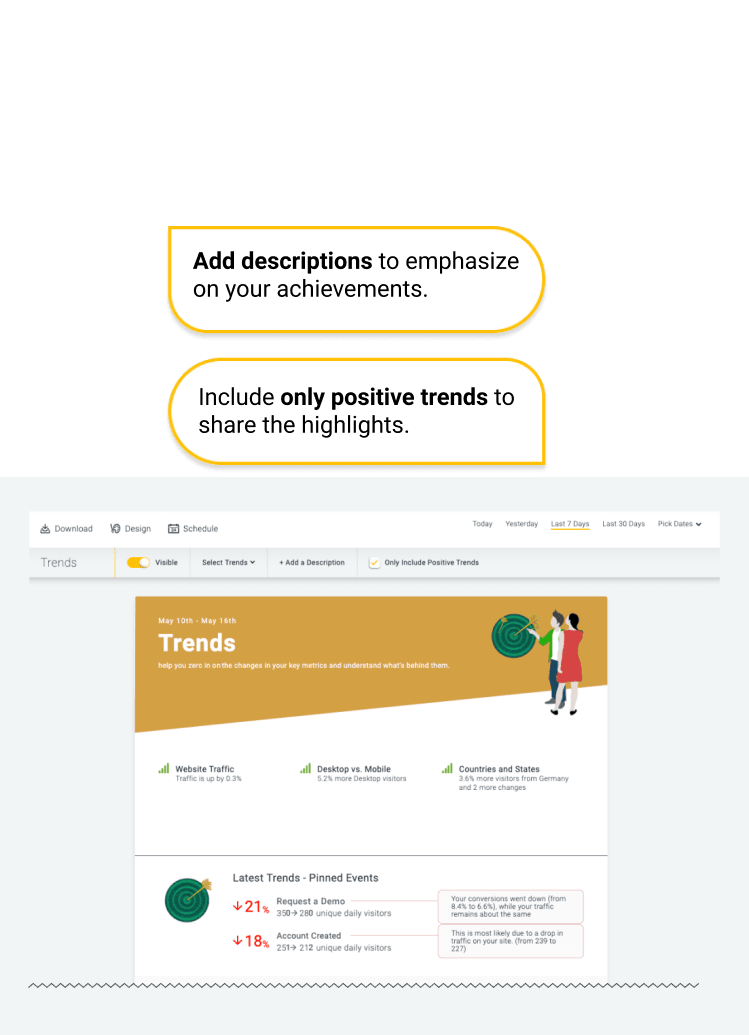 Add descriptions to emphasize
on your achievements.
Include only positive trends to
share the highlights.
Download
Design
Schedule
Today
Yesterday
Last 7 Days
Last 30 Days
Pick Dates
Trends
Visible
Select Trends
+ Add a Description
Only Include Positive Trends
May 10th - May 16th
Trends
help you zero in on the changes in your key metrics and understand what's behind them.
Website Traffic
Traffic is up by 0.3%
Desktop vs. Mobile
5.2% more Desktop visitors
Countries and States
3.6% more visitors from Germany
and 2 more changes
Latest Trends - Pinned Events
↓21%
Request a Demo
350→ 280 unique daily visitors
Your conversions went down (from
8.4% to 6.6%), while your traffic
remains about the same
↓18%
Account Created
251→ 212 unique daily visitors
This is most likely due to a drop in
traffic on your site. (from 239 to
227)